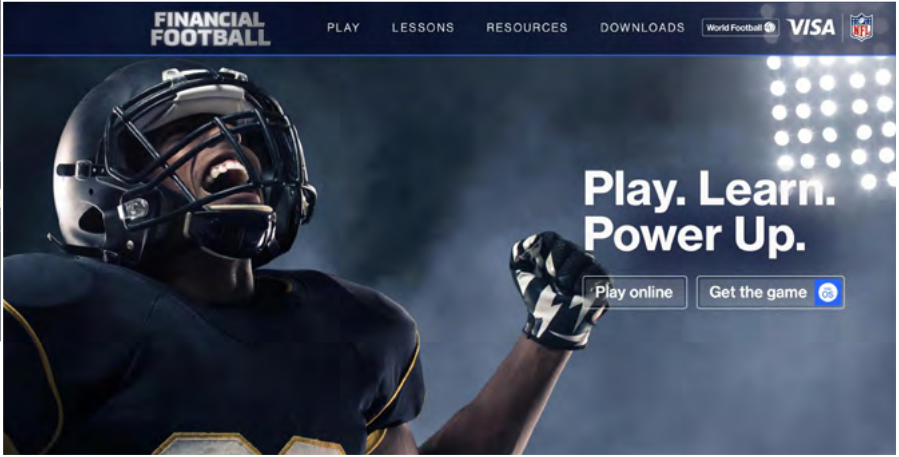 FINANCIAL
FOOTBALL
PLAY
LESSONS
RESOURCES
DOWNLOADS
World Football
VISA
NFL
Play. Learn.
Power Up.
Play online
Get the game
OS